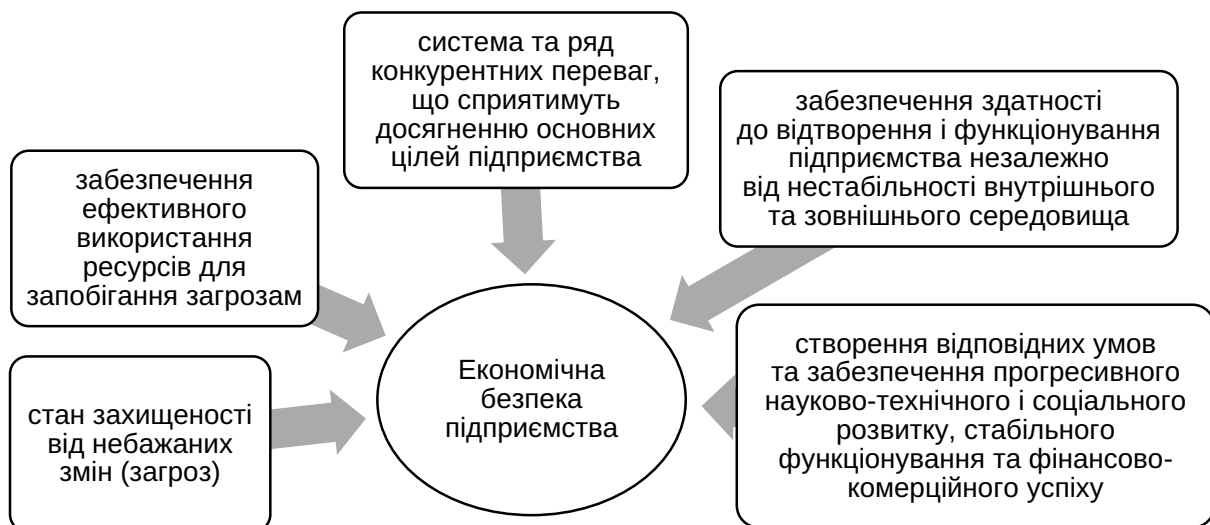 система та ряд
конкурентних переваг,
що сприятимуть
досягненню основних
цілей підприємства
забезпечення здатності
до відтворення і функціонування
підприємства незалежно
від нестабільності внутрішнього
та зовнішнього середовища
забезпечення
ефективного
використання
ресурсів для
запобігання загрозам
Економічна
безпека
підприємства
створення відповідних умов
та забезпечення прогресивного
науково-технічного і соціального
розвитку, стабільного
функціонування та фінансово-
комерційного успіху
стан захищеності
від небажаних
змін (загроз)